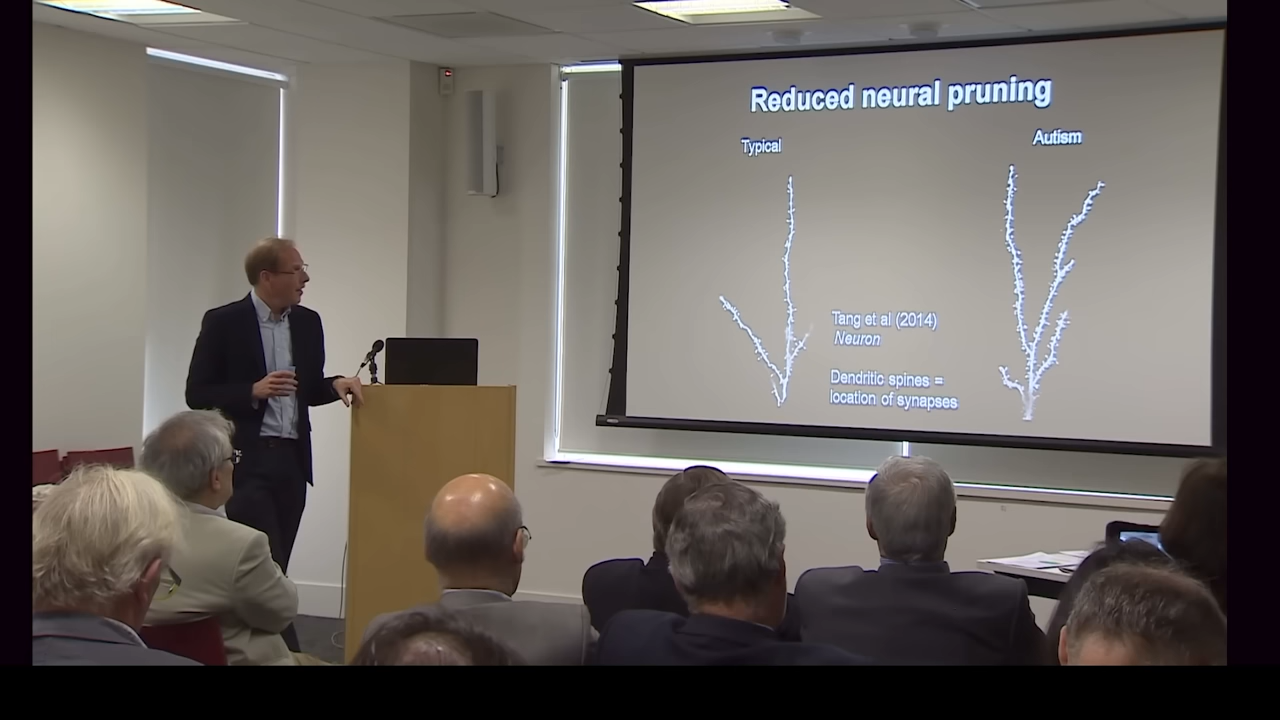 Reduced neural pruning
Typical
Autism
Tang et al (2014)
Neuron
Dendritic spines =
location of synapses